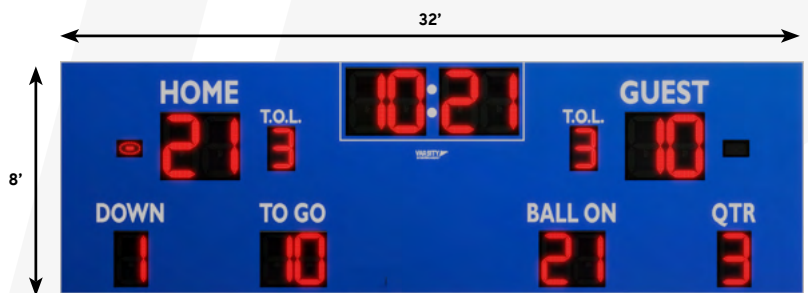 32'
8'
10:21
HOME
GUEST
T.O.L.
T.O.L.
21
3
3
10
DOWN
TO GO
BALL ON
QTR
1
10
21
3